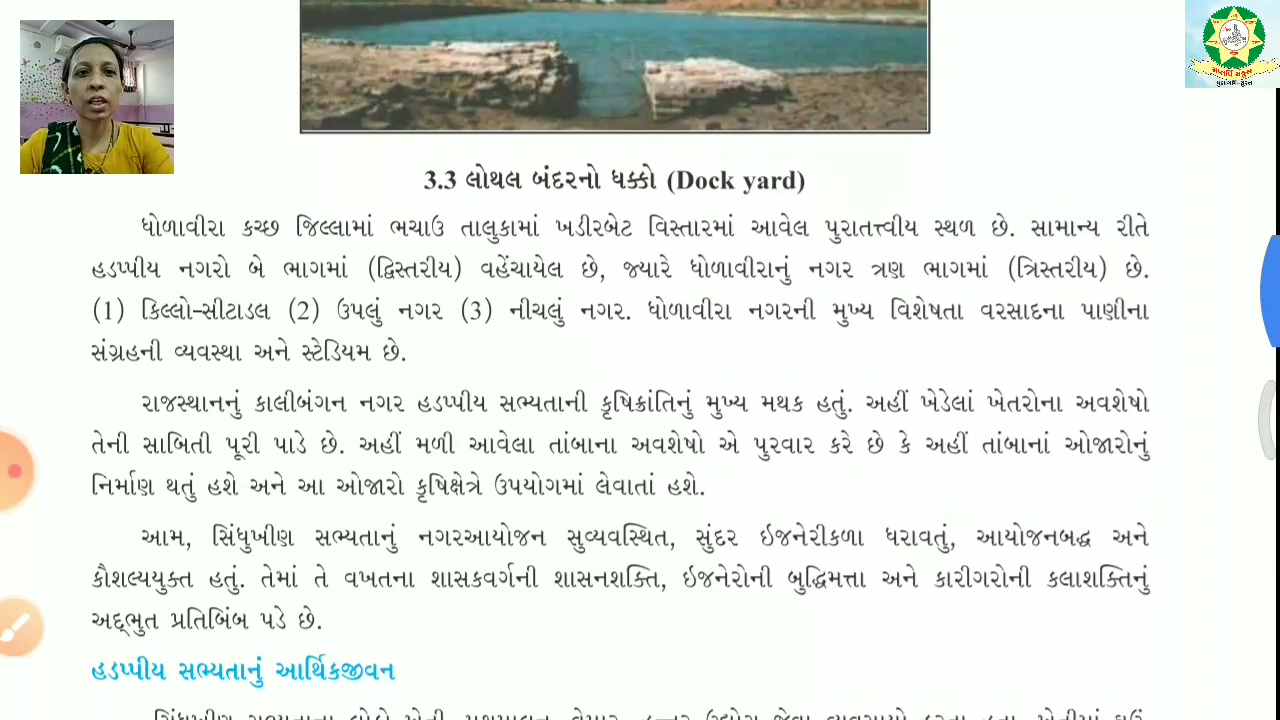 3.3 લોથલ બંદરનો ધક્કો (Dock yard)
ધોળાવીરા કચ્છ જિલ્લામાં ભચાઉ તાલુકામાં ખડીરબેટ વિસ્તારમાં આવેલ પુરાતત્ત્વીય સ્થળ છે. સામાન્ય રીતે
હડપ્પીય નગરો બે ભાગમાં (દ્વિસ્તરીય) વહેંચાયેલ છે, જ્યારે ધોળાવીરાનું નગર ત્રણ ભાગમાં (ત્રિસ્તરીય) છે.
(1) કિલ્લો-સીટાડલ (2) ઉપલું નગર (3) નીચલું નગર. ધોળાવીરા નગરની મુખ્ય વિશેષતા વરસાદના પાણીના
સંગ્રહની વ્યવસ્થા અને સ્ટેડિયમ છે.
રાજસ્થાનનું કાલીબંગન નગર હડપ્પીય સભ્યતાની કૃષિક્રાંતિનું મુખ્ય મથક હતું. અહીં ખેડેલાં ખેતરોના અવશેષો
તેની સાબિતી પૂરી પાડે છે. અહીં મળી આવેલા તાંબાના અવશેષો એ પુરવાર કરે છે કે અહીં તાંબાનાં ઓજારોનું
નિર્માણ થતું હશે અને આ ઓજારો કૃષિક્ષેત્રે ઉપયોગમાં લેવાતાં હશે.
આમ, સિંધુખીણ સભ્યતાનું નગરઆયોજન સુવ્યવસ્થિત, સુંદર ઇજનેરીકળા ધરાવતું, આયોજનબદ્ધ અને
કૌશલ્યયુક્ત હતું. તેમાં તે વખતના શાસકવર્ગની શાસનશક્તિ, ઇજનેરોની બુદ્ધિમત્તા અને કારીગરોની કલાશક્તિનું
અદ્ભુત પ્રતિબિંબ પડે છે.
હડપ્પીય સભ્યતાનું આર્થિકજીવન